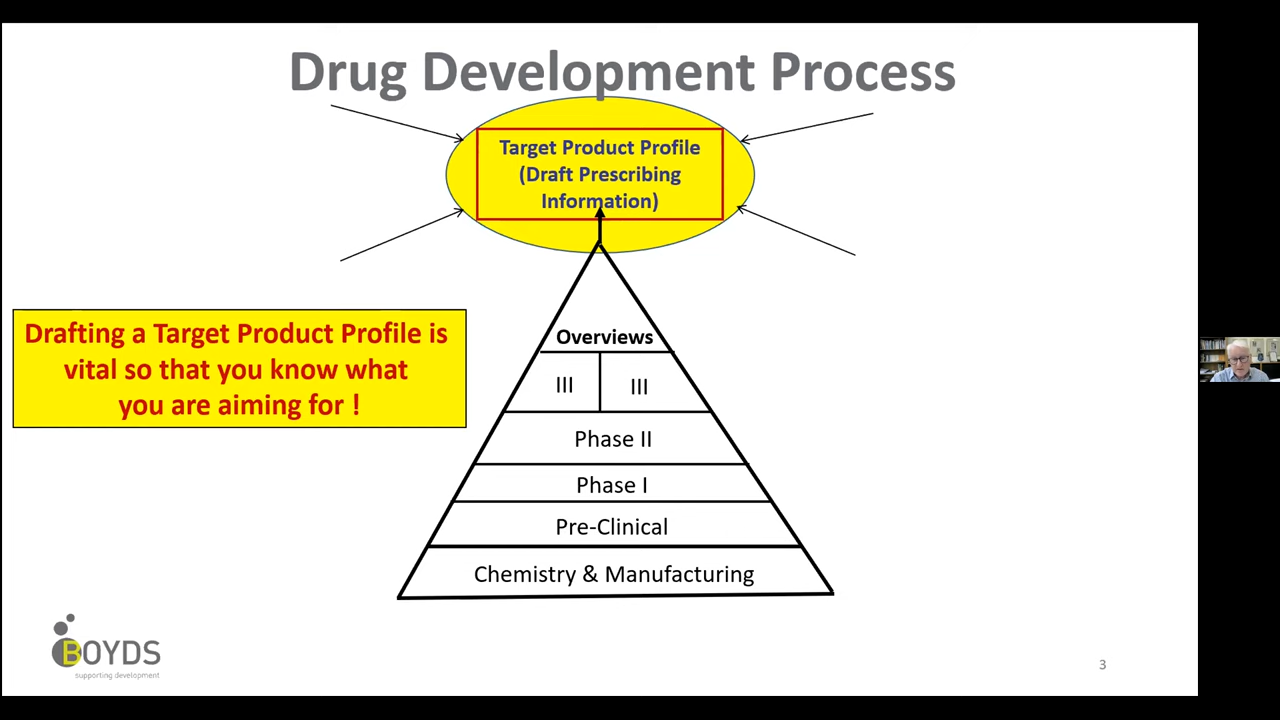 Drug Development Process
Target Product Profile
(Draft Prescribing
Information)
Drafting a Target Product Profile is
vital so that you know what
you are aiming for !
Overviews
III III
Phase II
Phase I
Pre-Clinical
Chemistry & Manufacturing
BOYDS
supporting development
3